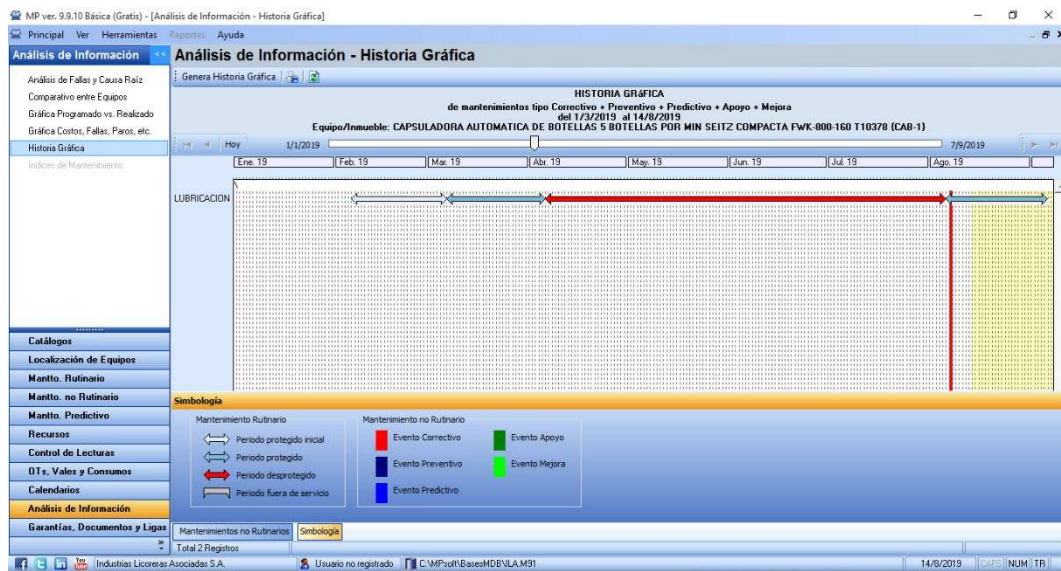 MP ver. 9.9.10 Básica (Gratis) - [Análisis de Información - Historia Gráfica]
Principal Ver Herramientas Reportes Ayuda
Análisis de Información <<
Análisis de Información - Historia Gráfica
Análisis de Fallas y Causa Raíz
Comparativo entre Equipos
Gráfica Programado vs. Realizado
Gráfica Costos, Fallas, Paros, etc.
Historia Gráfica
Indices de Mantenimiento
Genera Historia Gráfica
HISTORIA GRáFICA
de mantenimientos tipo Correctivo + Preventivo + Predictivo + Apoyo + Mejora
del 1/3/2019 al 14/8/2019
Equipo/Inmueble: CAPSULADORA AUTOMATICA DE BOTELLAS 5 BOTELLAS POR MIN SEITZ COMPACTA FWK-800-160 T10378 (CAB-1)
Hoy 1/1/2019 7/9/2019
Ene. 19 Feb. 19 Mar. 19 Abr. 19 May. 19 Jun. 19 Jul. 19 Ago. 19
LUBRICACION
Catálogos
Localización de Equipos
Mantto. Rutinario
Mantto. no Rutinario
Mantto. Predictivo
Recursos
Control de Lecturas
OTs, Vales y Consumos
Calendarios
Análisis de Información
Garantías, Documentos y Ligas
»
Simbología
Mantenimiento Rutinario
Periodo protegido inicial
Periodo protegido
Periodo desprotegido
Periodo fuera de servicio
Mantenimiento no Rutinario
Evento Correctivo
Evento Preventivo
Evento Predictivo
Evento Apoyo
Evento Mejora
Mantenimientos no Rutinarios Simbología
Total 2 Registros
Industrias Licoreras Asociadas S.A. Usuario no registrado C:\MPsoft\BasesMDB\ILA.M91 14/8/2019 CAPS NUM TR